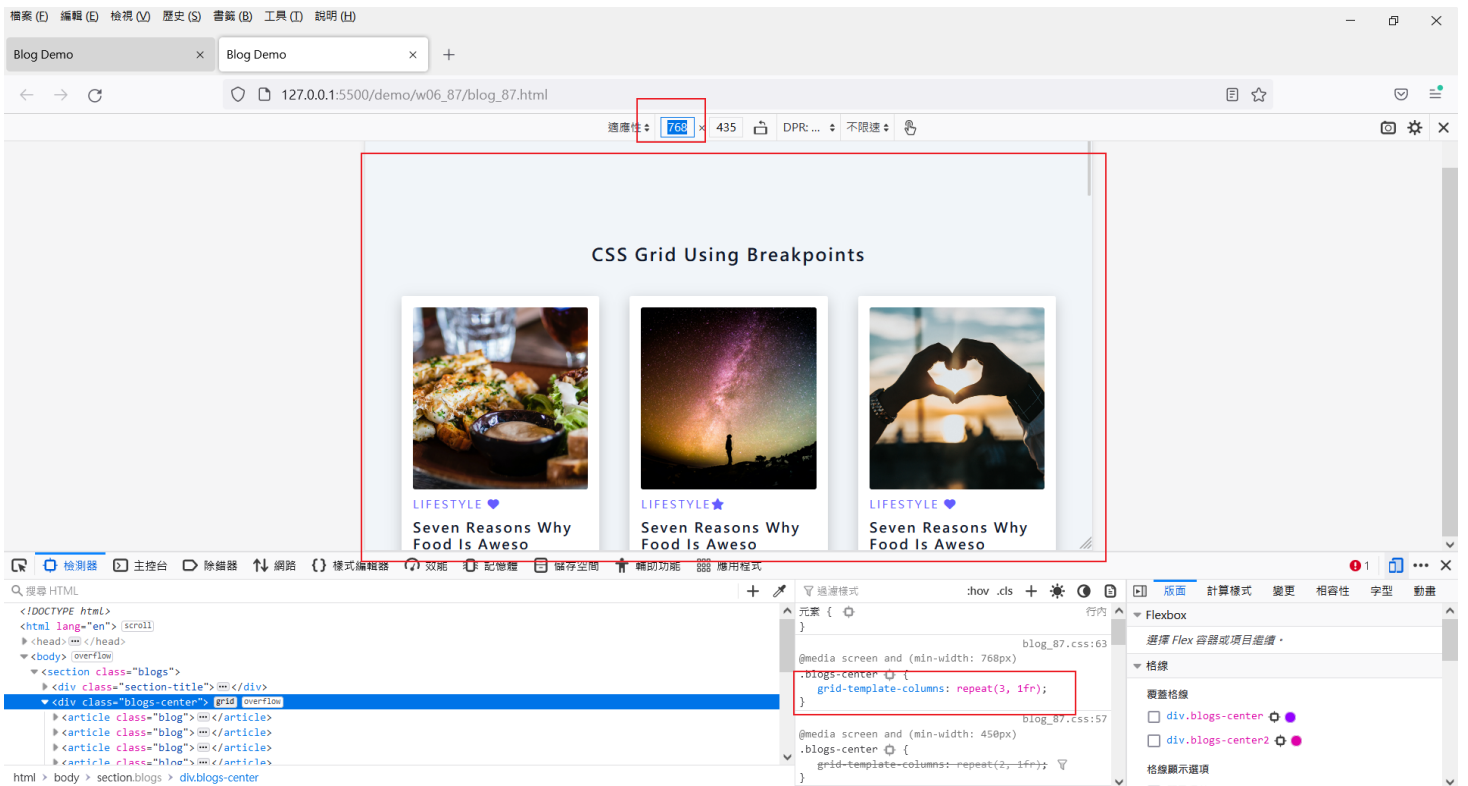 檔案(F) 編輯(E) 檢視(V) 歷史(S) 書籤(B) 工具(T) 說明(H)
Blog Demo
Blog Demo
127.0.0.1:5500/demo/w06_87/blog_87.html
適應性 768 × 435 DPR: ... 不限速
CSS Grid Using Breakpoints
LIFESTYLE LIFESTYLE LIFESTYLE
Seven Reasons Why Seven Reasons Why Seven Reasons Why
Food Is Aweso Food Is Aweso Food Is Aweso
檢測器 主控台 除錯器 網路 樣式編輯器 效能 記憶體 儲存空間 輔助功能 應用程式 1
搜尋 HTML
<!DOCTYPE html>
<html lang="en"> scroll
<head> </head>
<body> overflow
<section class="blogs">
<div class="section-title"> </div>
<div class="blogs-center"> grid overflow
<article class="blog"> </article>
<article class="blog"> </article>
<article class="blog"> </article>
<article class="blog"> </article>
html > body > section.blogs > div.blogs-center
過濾樣式 :hov .cls
元素 { 行內
}
blog_87.css:63
@media screen and (min-width: 768px)
.blogs-center {
grid-template-columns: repeat(3, 1fr);
}
blog_87.css:57
@media screen and (min-width: 450px)
.blogs-center {
grid-template-columns: repeat(2, 1fr);
}
版面 計算樣式 變更 相容性 字型 動畫
Flexbox
選擇 Flex 容器或項目繼續。
格線
覆蓋格線
div.blogs-center
div.blogs-center2
格線顯示選項